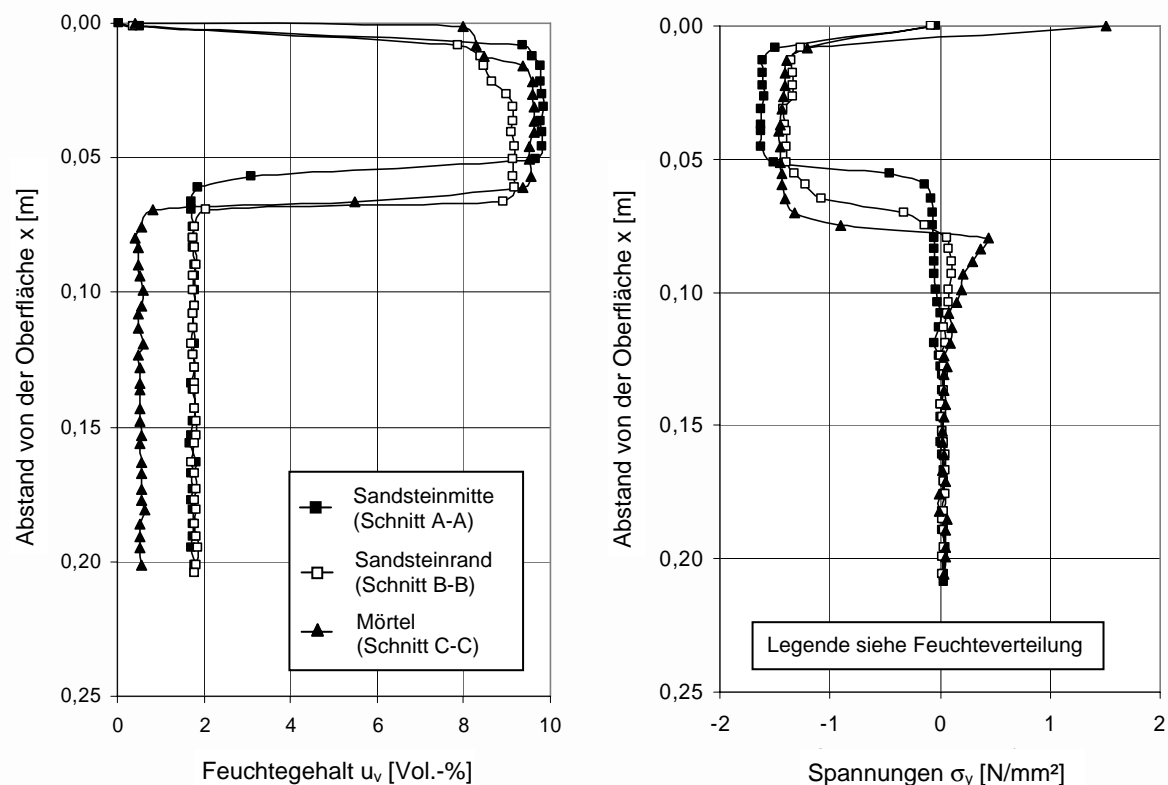 0,00
0,05
0,10
0,15
0,20
0,25
Abstand von der Oberfläche x [m]
0
2
4
6
8
10
Feuchtegehalt uv [Vol.-%]
Sandsteinmitte
(Schnitt A-A)
Sandsteinrand
(Schnitt B-B)
Mörtel
(Schnitt C-C)
0,00
0,05
0,10
0,15
0,20
0,25
Abstand von der Oberfläche x [m]
-2
-1
0
1
2
Spannungen σy [N/mm²]
Legende siehe Feuchteverteilung